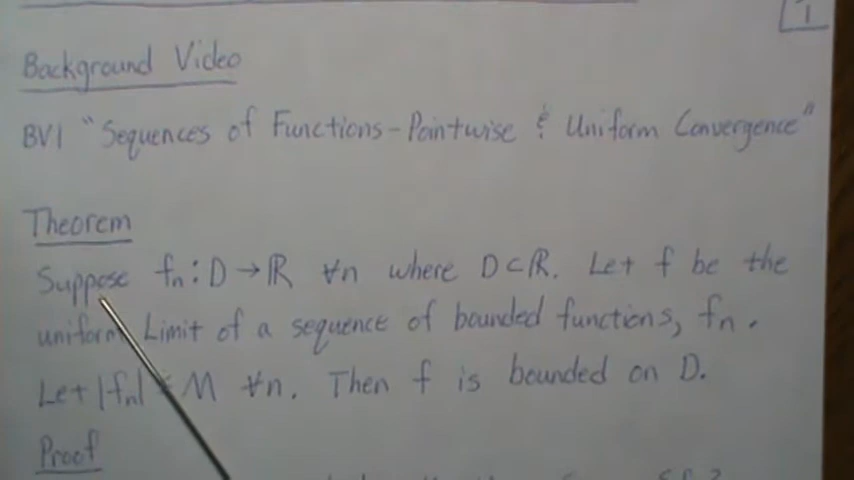 1
Background Video
BV1 "Sequences of Functions - Pointwise & Uniform Convergence"
Theorem
Suppose fₙ : D → ℝ ∀n where D ⊂ ℝ. Let f be the
uniform Limit of a sequence of bounded functions, fₙ.
Let |fₙ| M ∀n. Then f is bounded on D.
Proof